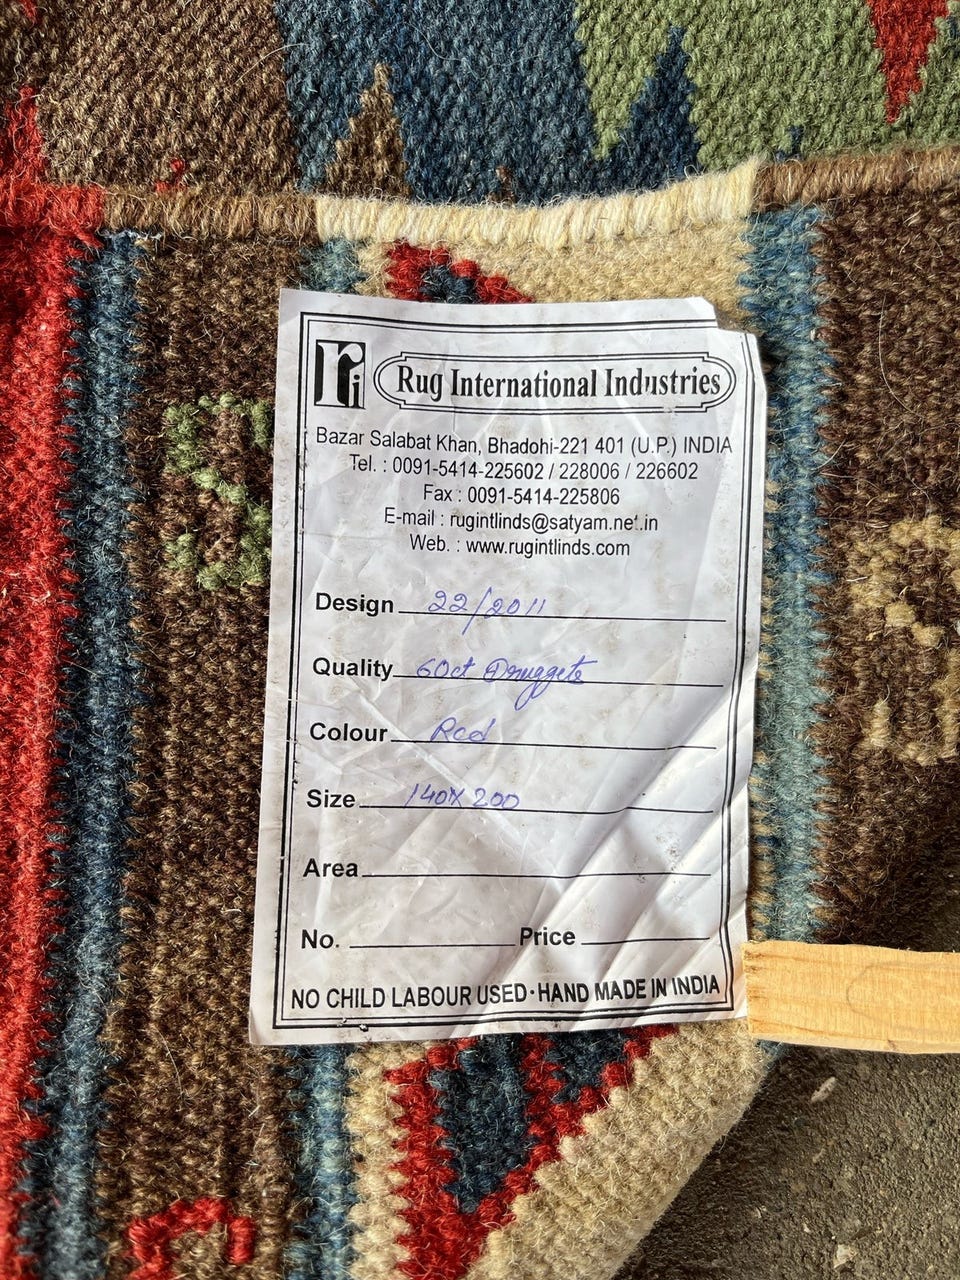 ri
Rug International Industries
Bazar Salabat Khan, Bhadohi-221 401 (U.P.) INDIA
Tel. : 0091-5414-225602 / 228006 / 226602
Fax : 0091-5414-225806
E-mail : rugintlinds@satyam.net.in
Web. : www.rugintlinds.com
Design 22/2011
Quality 60ct Druggets
Colour Red
Size 140X200
Area
No. Price
NO CHILD LABOUR USED·HAND MADE IN INDIA